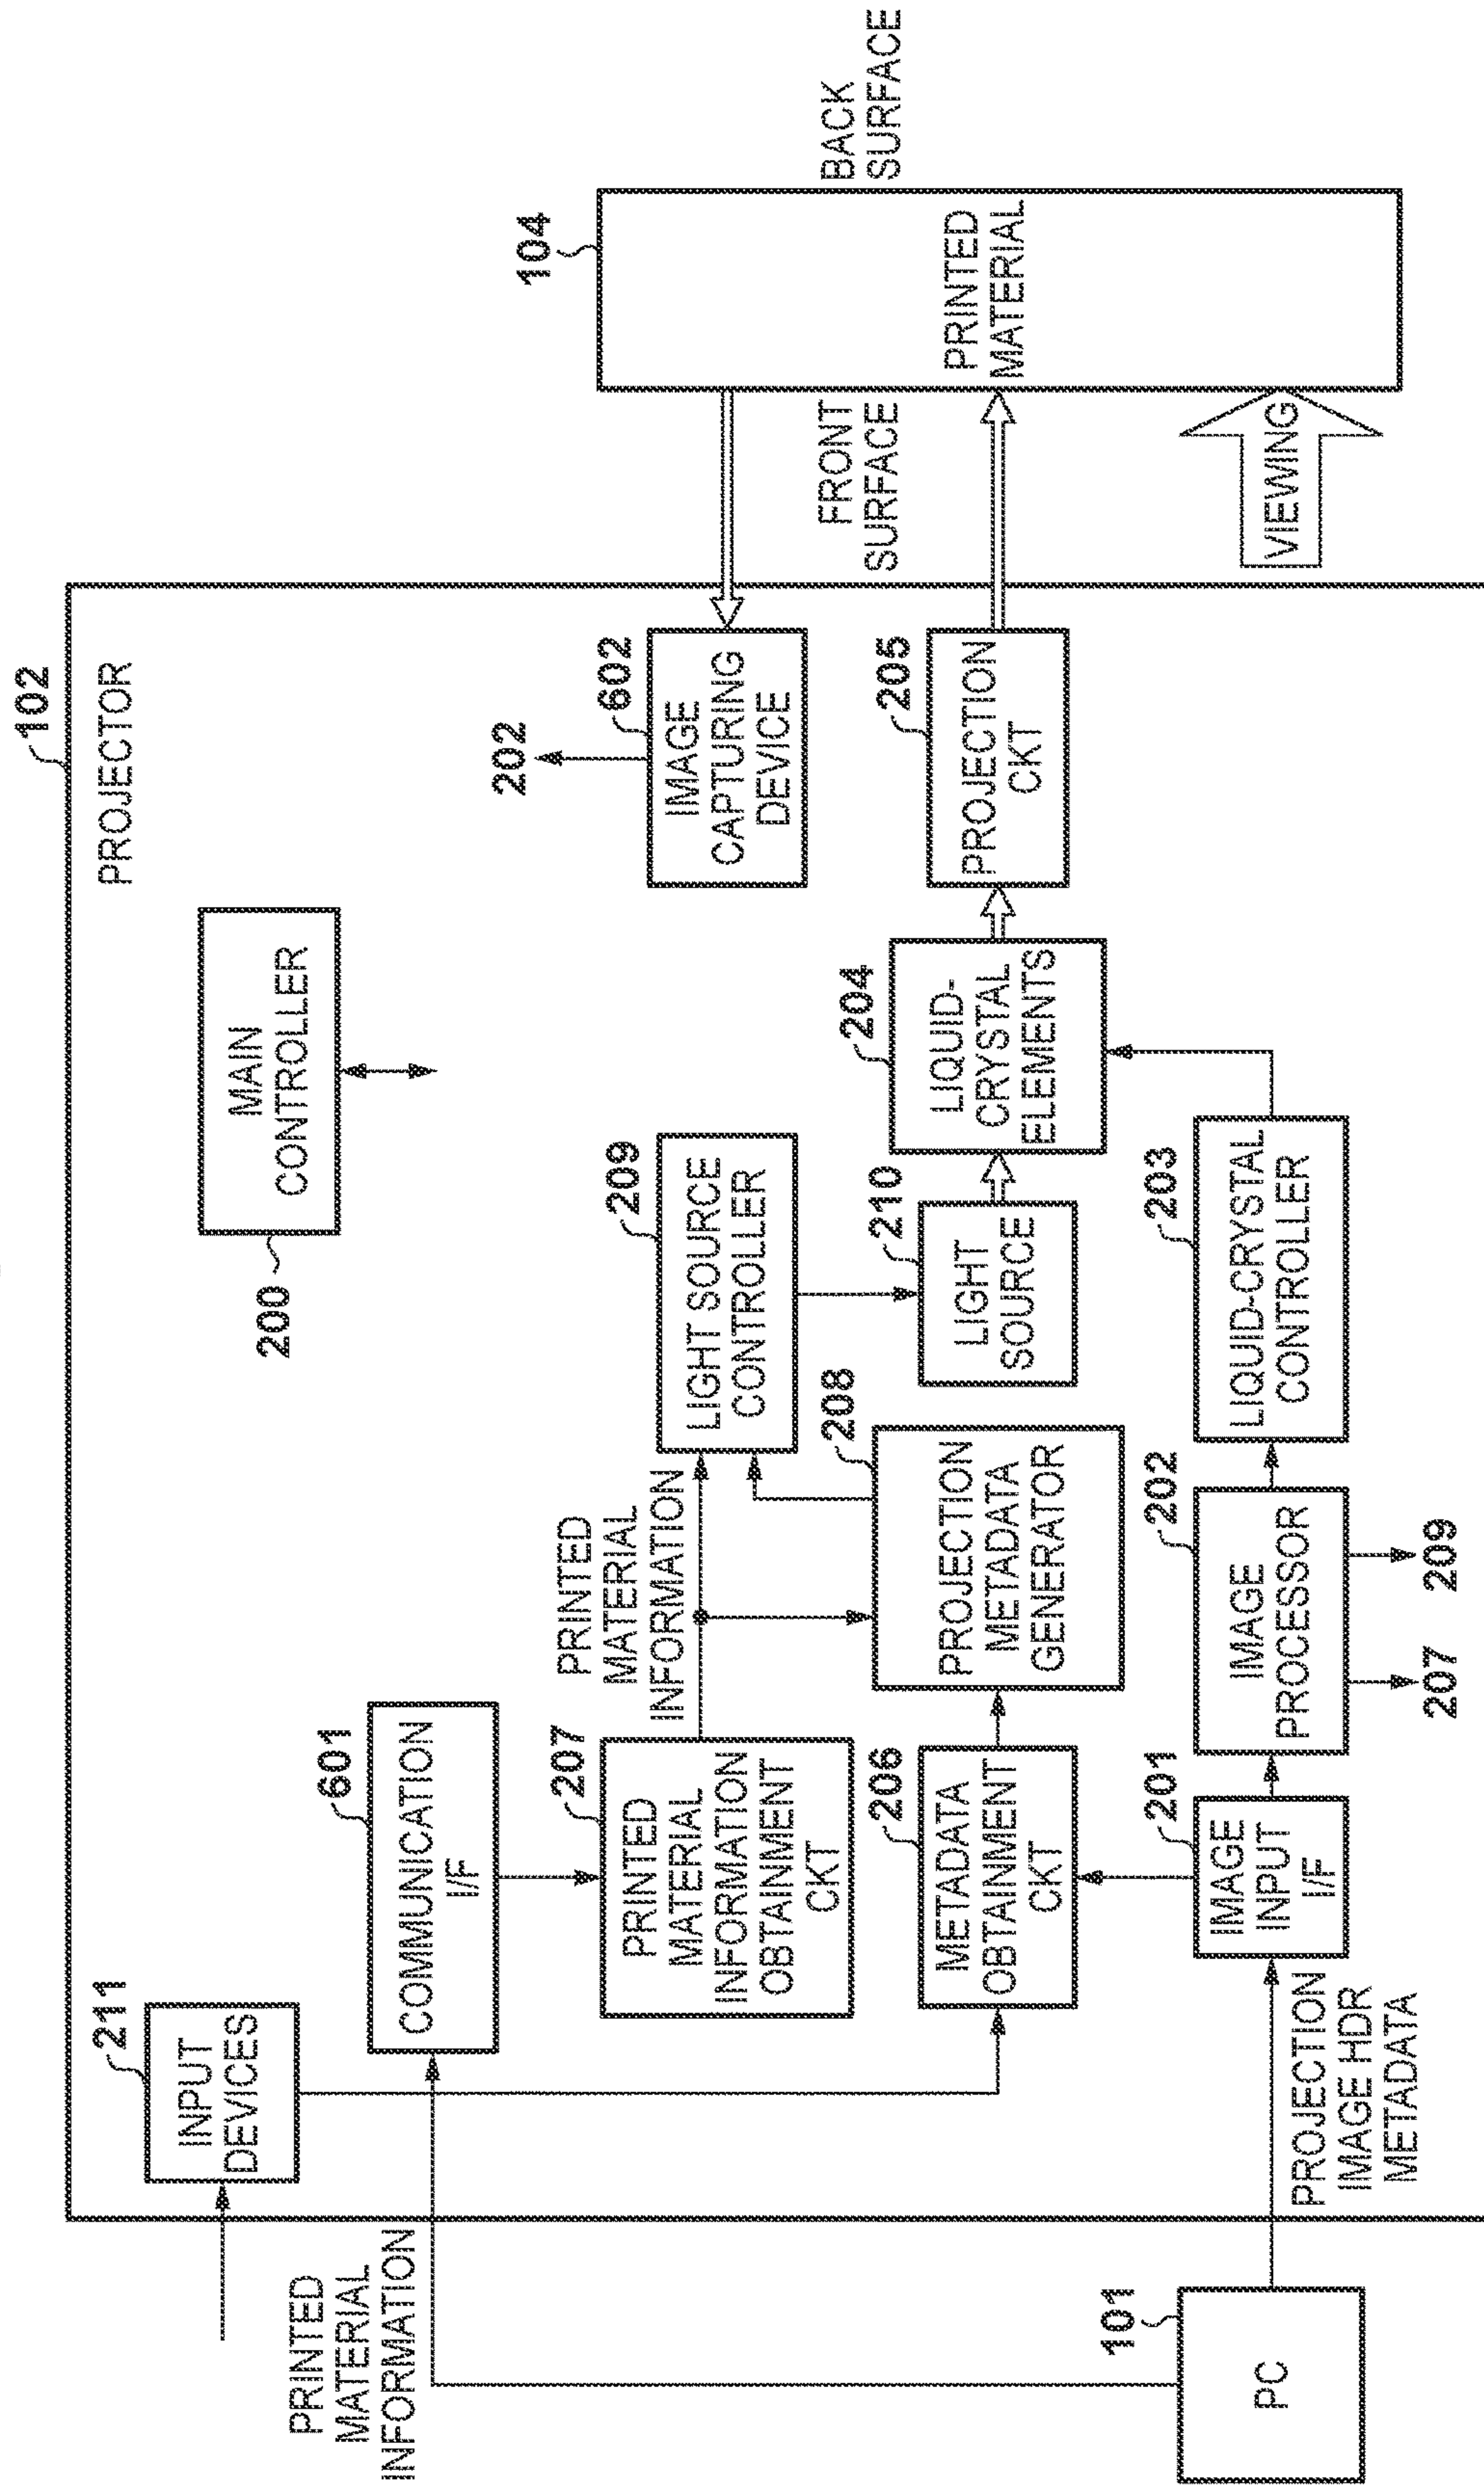 102
PROJECTOR
200
MAIN
CONTROLLER
211
INPUT
DEVICES
PRINTED
MATERIAL
INFORMATION
601
COMMUNICATION
I/F
207
PRINTED
MATERIAL
INFORMATION
OBTAINMENT
CKT
PRINTED
MATERIAL
INFORMATION
209
LIGHT SOURCE
CONTROLLER
202
602
IMAGE
CAPTURING
DEVICE
104
PRINTED
MATERIAL
FRONT
SURFACE
BACK
SURFACE
206
METADATA
OBTAINMENT
CKT
208
PROJECTION
METADATA
GENERATOR
210
LIGHT
SOURCE
204
LIQUID-
CRYSTAL
ELEMENTS
205
PROJECTION
CKT
101
PC
PROJECTION
IMAGE HDR
METADATA
201
IMAGE
INPUT
I/F
202
IMAGE
PROCESSOR
207
209
203
LIQUID-CRYSTAL
CONTROLLER
VIEWING